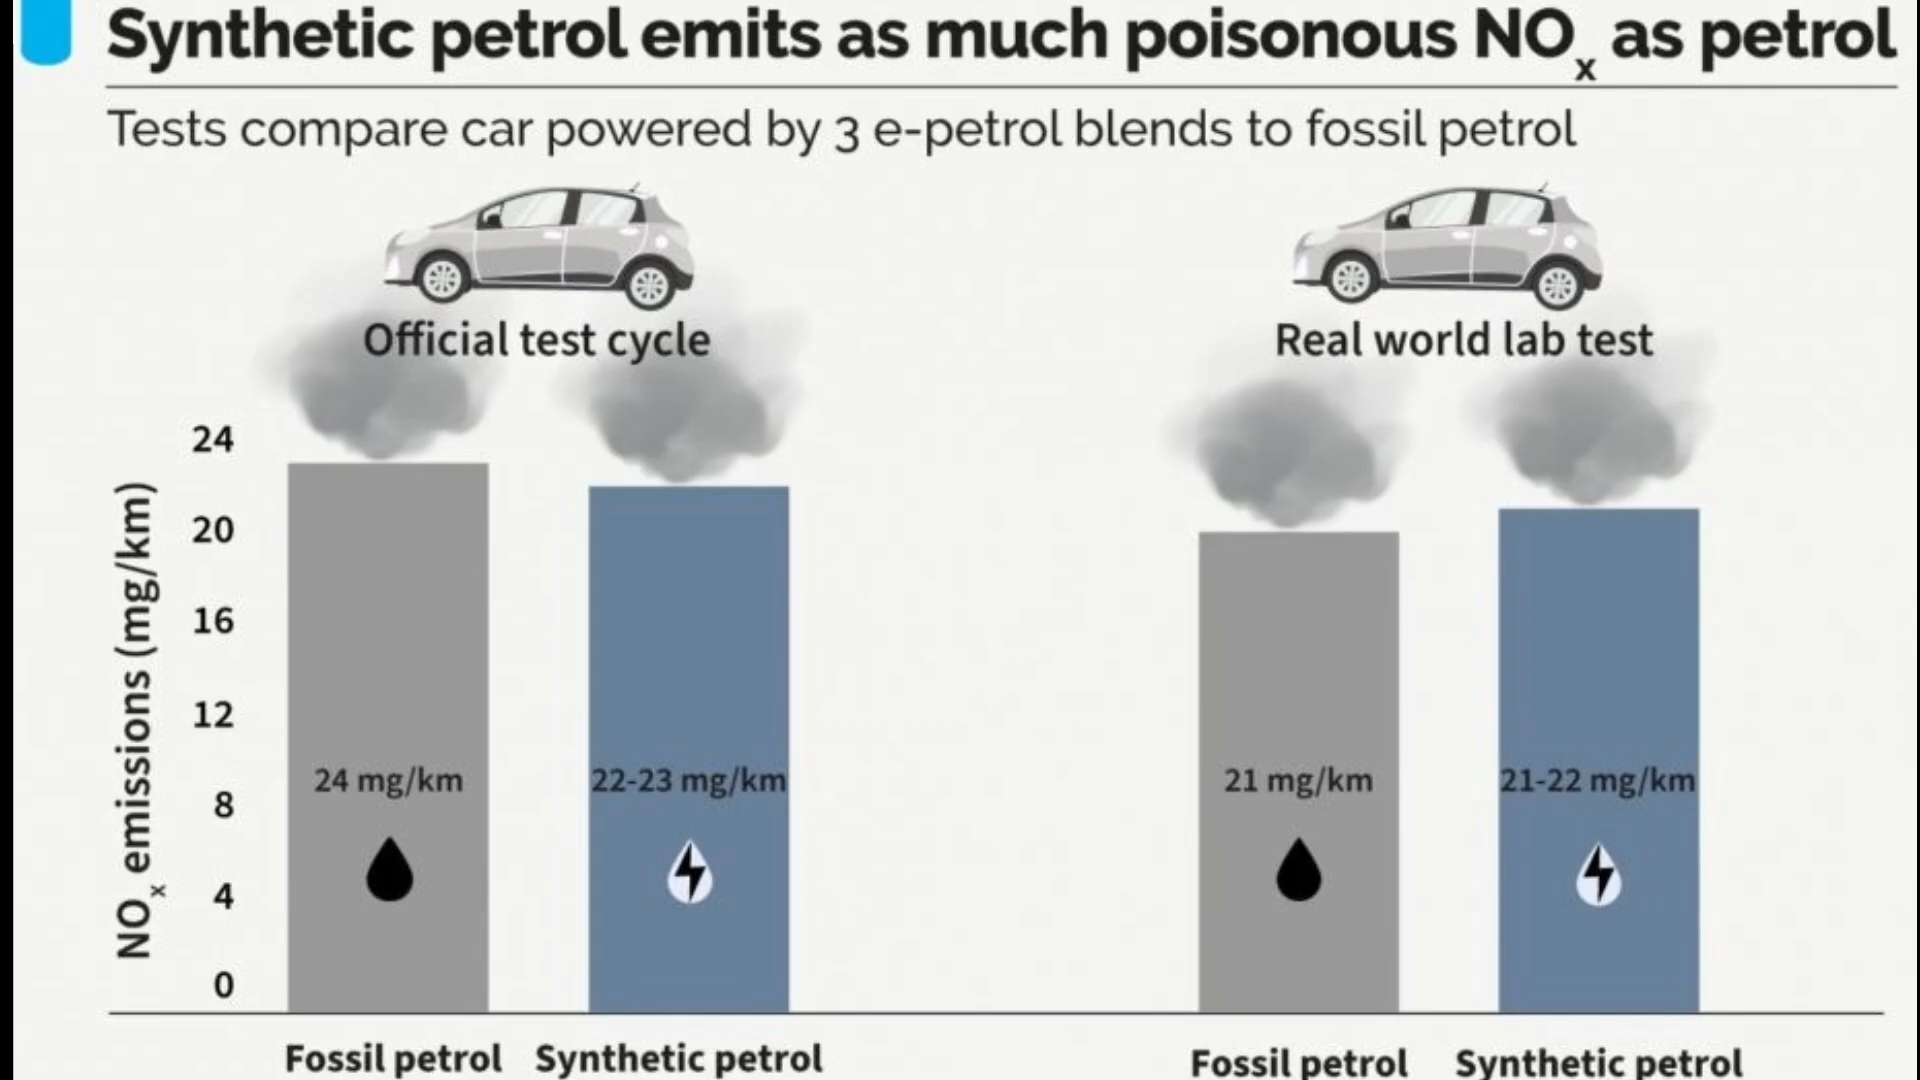 Synthetic petrol emits as much poisonous NOx as petrol
Tests compare car powered by 3 e-petrol blends to fossil petrol
Official test cycle
Real world lab test
NOx emissions (mg/km)
24
20
16
12
8
4
0
24 mg/km
22-23 mg/km
21 mg/km
21-22 mg/km
Fossil petrol
Synthetic petrol
Fossil petrol
Synthetic petrol